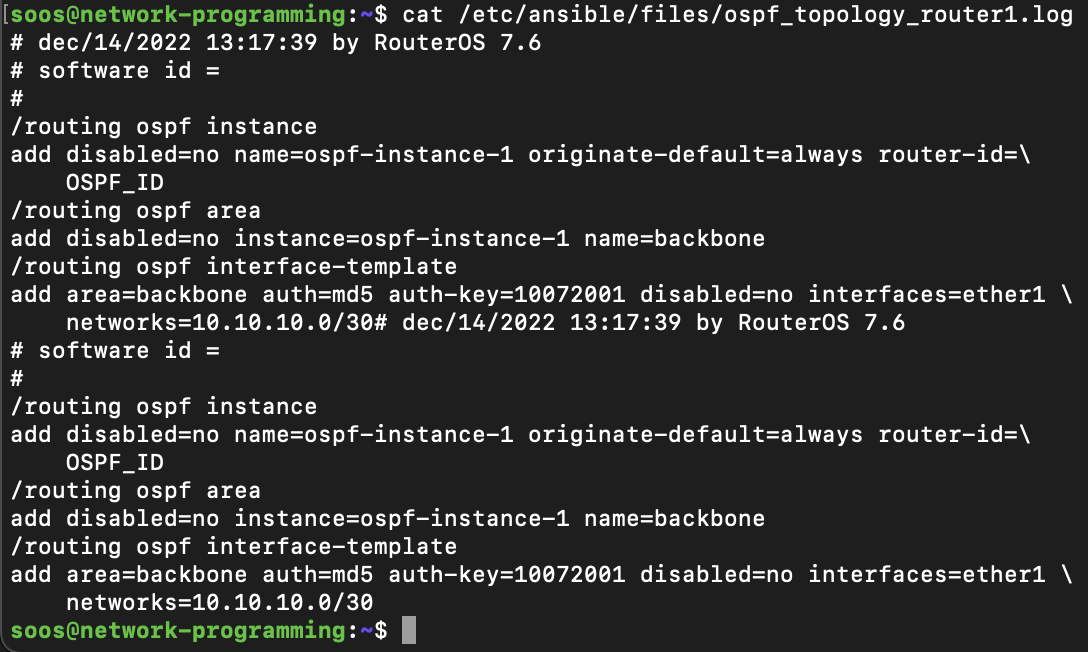 [soos@network-programming:~$ cat /etc/ansible/files/ospf_topology_router1.log
# dec/14/2022 13:17:39 by RouterOS 7.6
# software id =
#
/routing ospf instance
add disabled=no name=ospf-instance-1 originate-default=always router-id=\
    OSPF_ID
/routing ospf area
add disabled=no instance=ospf-instance-1 name=backbone
/routing ospf interface-template
add area=backbone auth=md5 auth-key=10072001 disabled=no interfaces=ether1 \
    networks=10.10.10.0/30# dec/14/2022 13:17:39 by RouterOS 7.6
# software id =
#
/routing ospf instance
add disabled=no name=ospf-instance-1 originate-default=always router-id=\
    OSPF_ID
/routing ospf area
add disabled=no instance=ospf-instance-1 name=backbone
/routing ospf interface-template
add area=backbone auth=md5 auth-key=10072001 disabled=no interfaces=ether1 \
    networks=10.10.10.0/30
soos@network-programming:~$